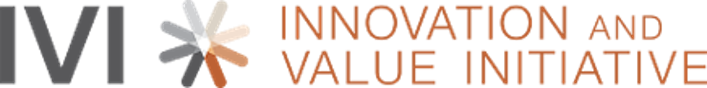 IVI INNOVATION AND
VALUE INITIATIVE